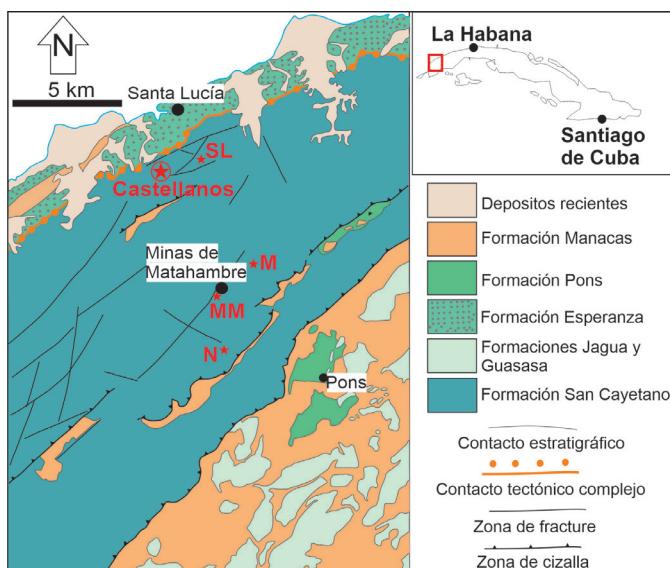 N
5 km
Santa Lucía
SL
Castellanos
Minas de
Matahambre
M
MM
N
Pons
La Habana
Santiago
de Cuba
Depositos recientes
Formación Manacas
Formación Pons
Formación Esperanza
Formaciones Jagua y
Guasasa
Formación San Cayetano
Contacto estratigráfico
Contacto tectónico complejo
Zona de fracture
Zona de cizalla